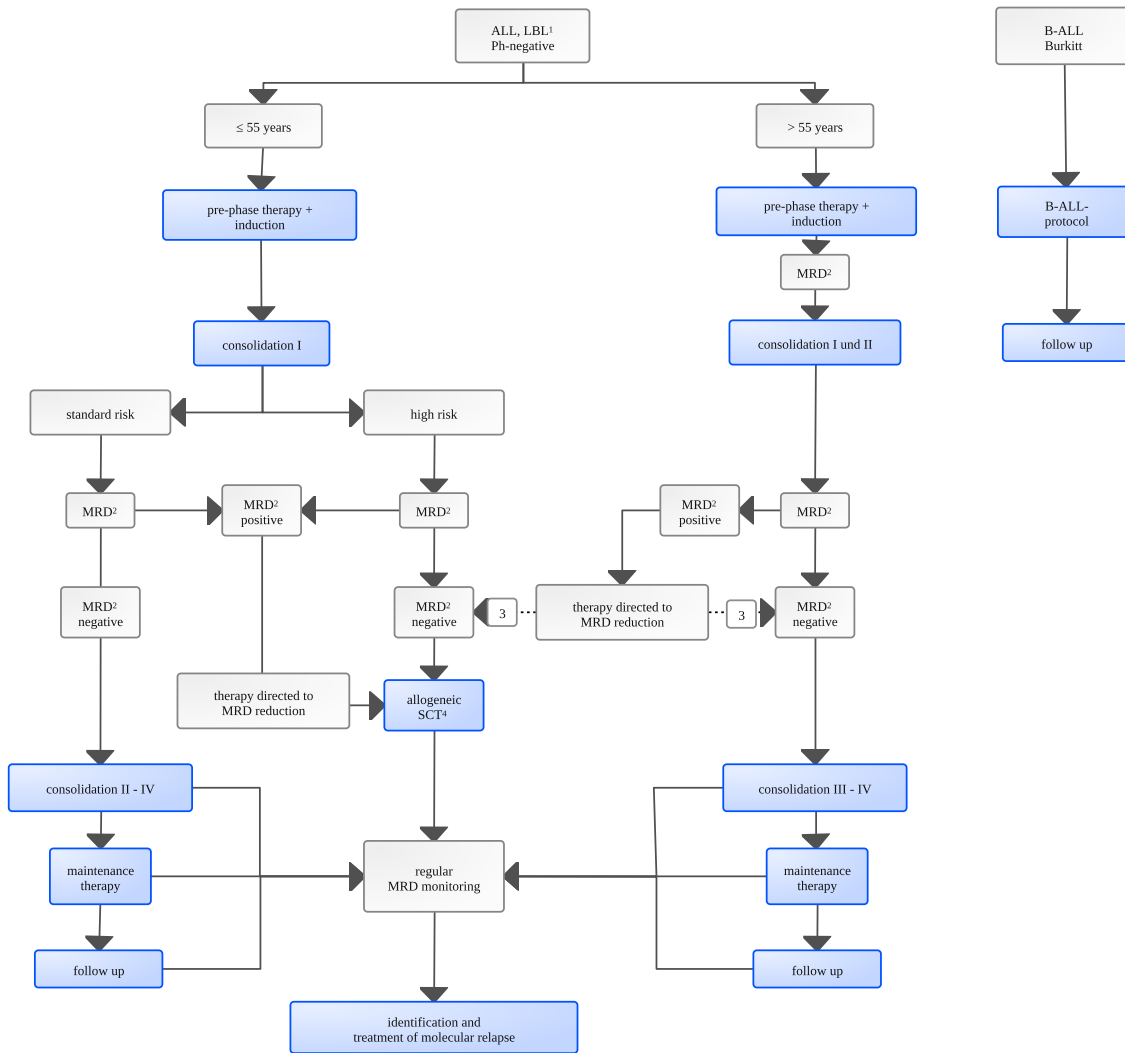 ALL, LBL¹
Ph-negative
B-ALL
Burkitt
≤ 55 years
> 55 years
pre-phase therapy +
induction
pre-phase therapy +
induction
B-ALL-
protocol
MRD²
consolidation I
consolidation I und II
follow up
standard risk
high risk
MRD²
MRD²
positive
MRD²
MRD²
positive
MRD²
MRD²
negative
MRD²
negative
3
therapy directed to
MRD reduction
3
MRD²
negative
therapy directed to
MRD reduction
allogeneic
SCT⁴
consolidation II - IV
consolidation III - IV
maintenance
therapy
regular
MRD monitoring
maintenance
therapy
follow up
follow up
identification and
treatment of molecular relapse